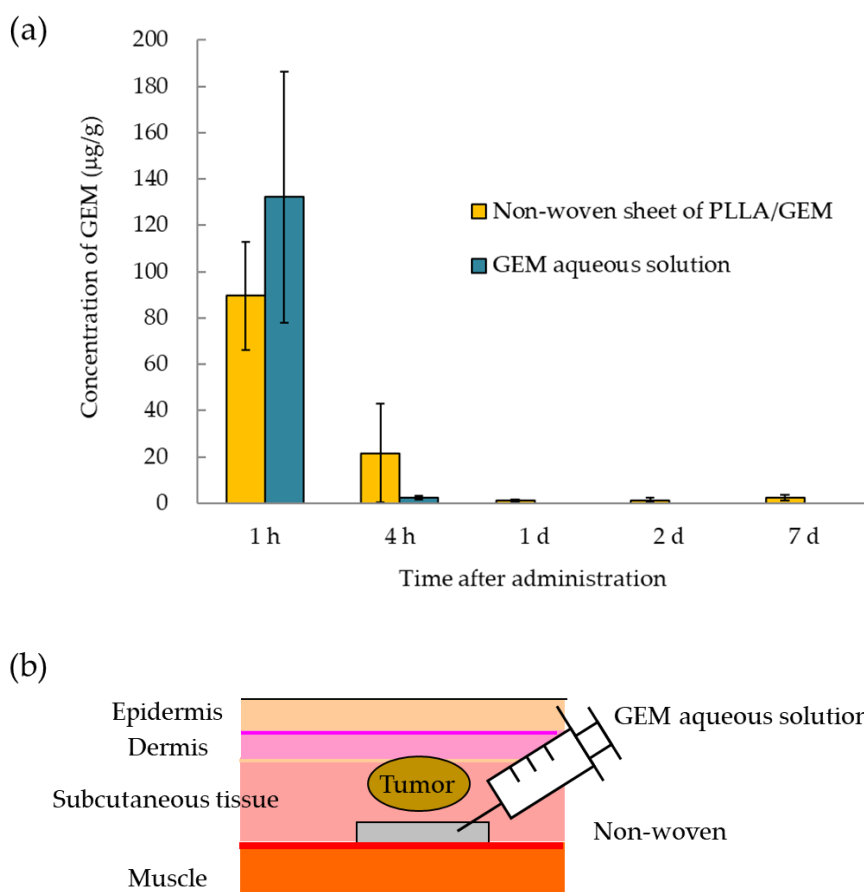 (a)
200
180
160
140
120
100
80
60
40
20
0
Concentration of GEM (μg/g)
Non-woven sheet of PLLA/GEM
GEM aqueous solution
1 h 4 h 1 d 2 d 7 d
Time after administration
(b)
Epidermis
GEM aqueous solution
Dermis
Tumor
Subcutaneous tissue
Non-woven
Muscle